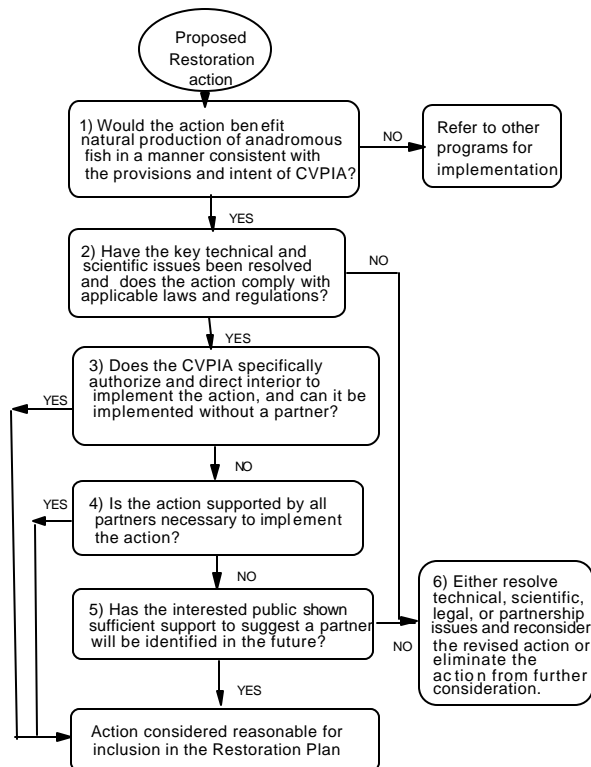 Proposed
Restoration
action
1) Would the action benefit
natural production of anadromous
fish in a manner consistent with
the provisions and intent of CVPIA?
NO
Refer to other
programs for
implementation
YES
2) Have the key technical and
scientific issues been resolved
and does the action comply with
applicable laws and regulations?
NO
YES
3) Does the CVPIA specifically
authorize and direct interior to
implement the action, and can it be
implemented without a partner?
YES
NO
4) Is the action supported by all
partners necessary to implement
the action?
YES
NO
5) Has the interested public shown
sufficient support to suggest a partner
will be identified in the future?
NO
6) Either resolve
technical, scientific,
legal, or partnership
issues and reconsider
the revised action or
eliminate the
action from further
consideration.
YES
Action considered reasonable for
inclusion in the Restoration Plan